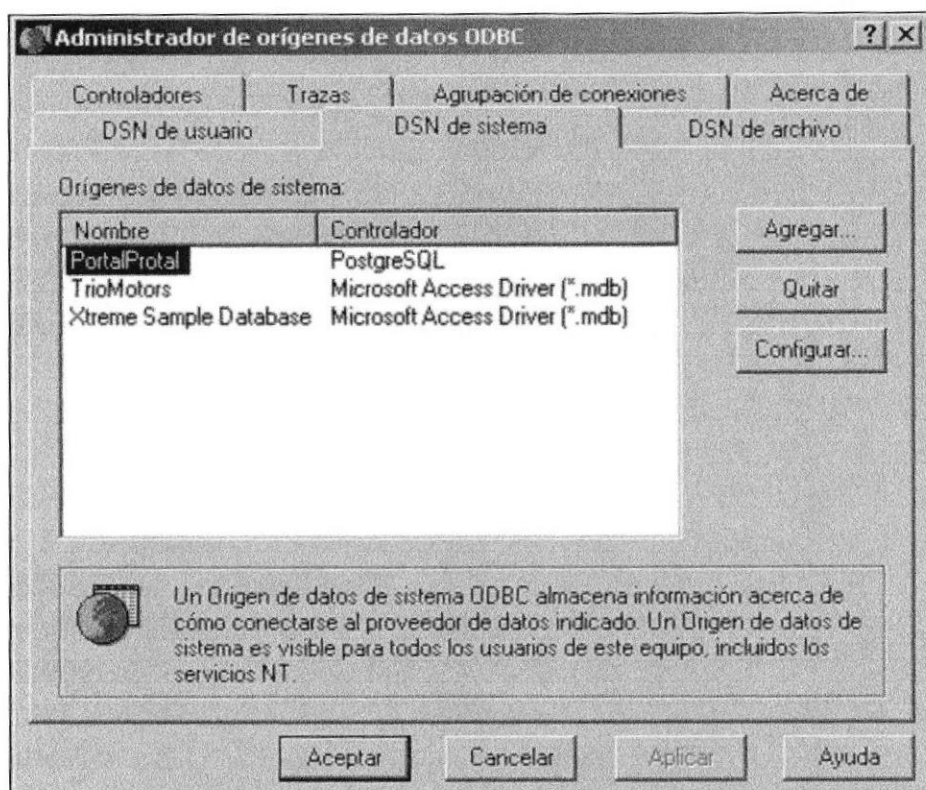 Administrador de orígenes de datos ODBC
Controladores Trazas Agrupación de conexiones Acerca de
DSN de usuario DSN de sistema DSN de archivo
Orígenes de datos de sistema:
Nombre Controlador
PortalProtal PostgreSQL
TrioMotors Microsoft Access Driver (*.mdb)
Xtreme Sample Database Microsoft Access Driver (*.mdb)
Agregar...
Quitar
Configurar...
Un Origen de datos de sistema ODBC almacena información acerca de
cómo conectarse al proveedor de datos indicado. Un Origen de datos de
sistema es visible para todos los usuarios de este equipo, incluidos los
servicios NT.
Aceptar Cancelar Aplicar Ayuda